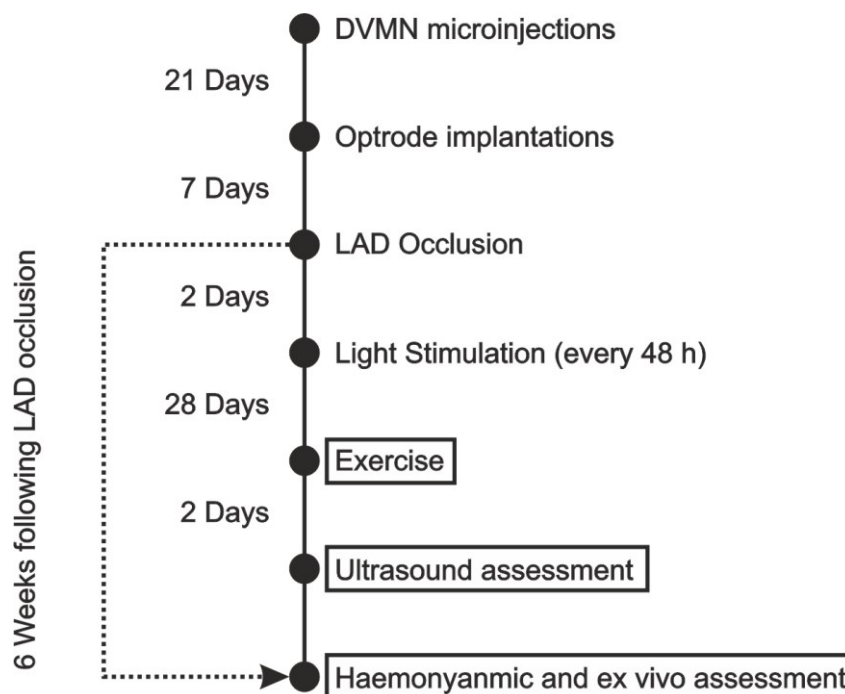 DVMN microinjections
21 Days
Optrode implantations
7 Days
LAD Occlusion
2 Days
Light Stimulation (every 48 h)
28 Days
Exercise
2 Days
Ultrasound assessment
Haemonyanmic and ex vivo assessment
6 Weeks following LAD occlusion